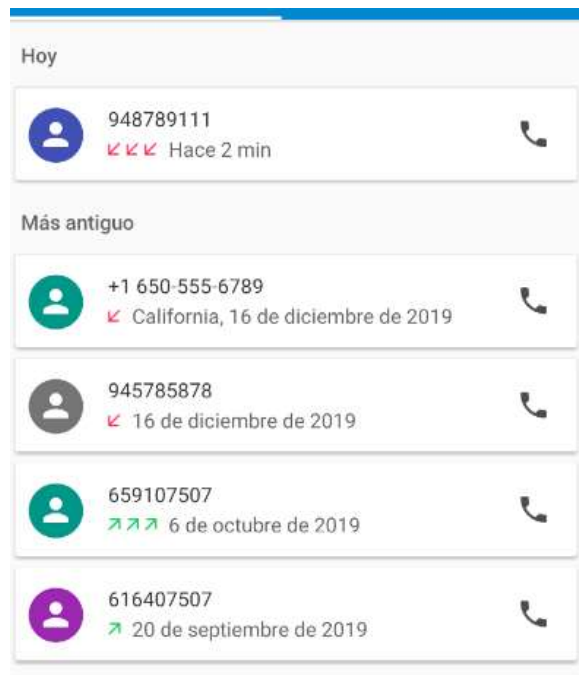 Hoy
948789111
Hace 2 min
Más antiguo
+1 650-555-6789
California, 16 de diciembre de 2019
945785878
16 de diciembre de 2019
659107507
6 de octubre de 2019
616407507
20 de septiembre de 2019